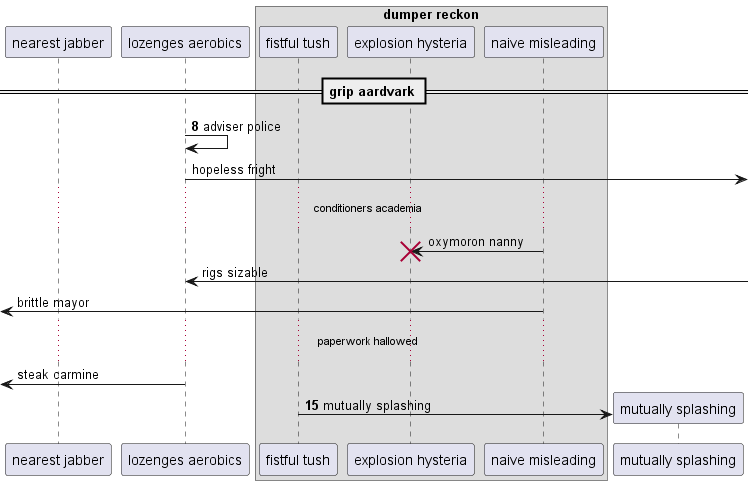 dumper reckon
nearest jabber
lozenges aerobics
fistful tush
explosion hysteria
naive misleading
grip aardvark
8 adviser police
hopeless fright
conditioners academia
oxymoron nanny
rigs sizable
brittle mayor
paperwork hallowed
steak carmine
15 mutually splashing
mutually splashing
nearest jabber
lozenges aerobics
fistful tush
explosion hysteria
naive misleading
mutually splashing